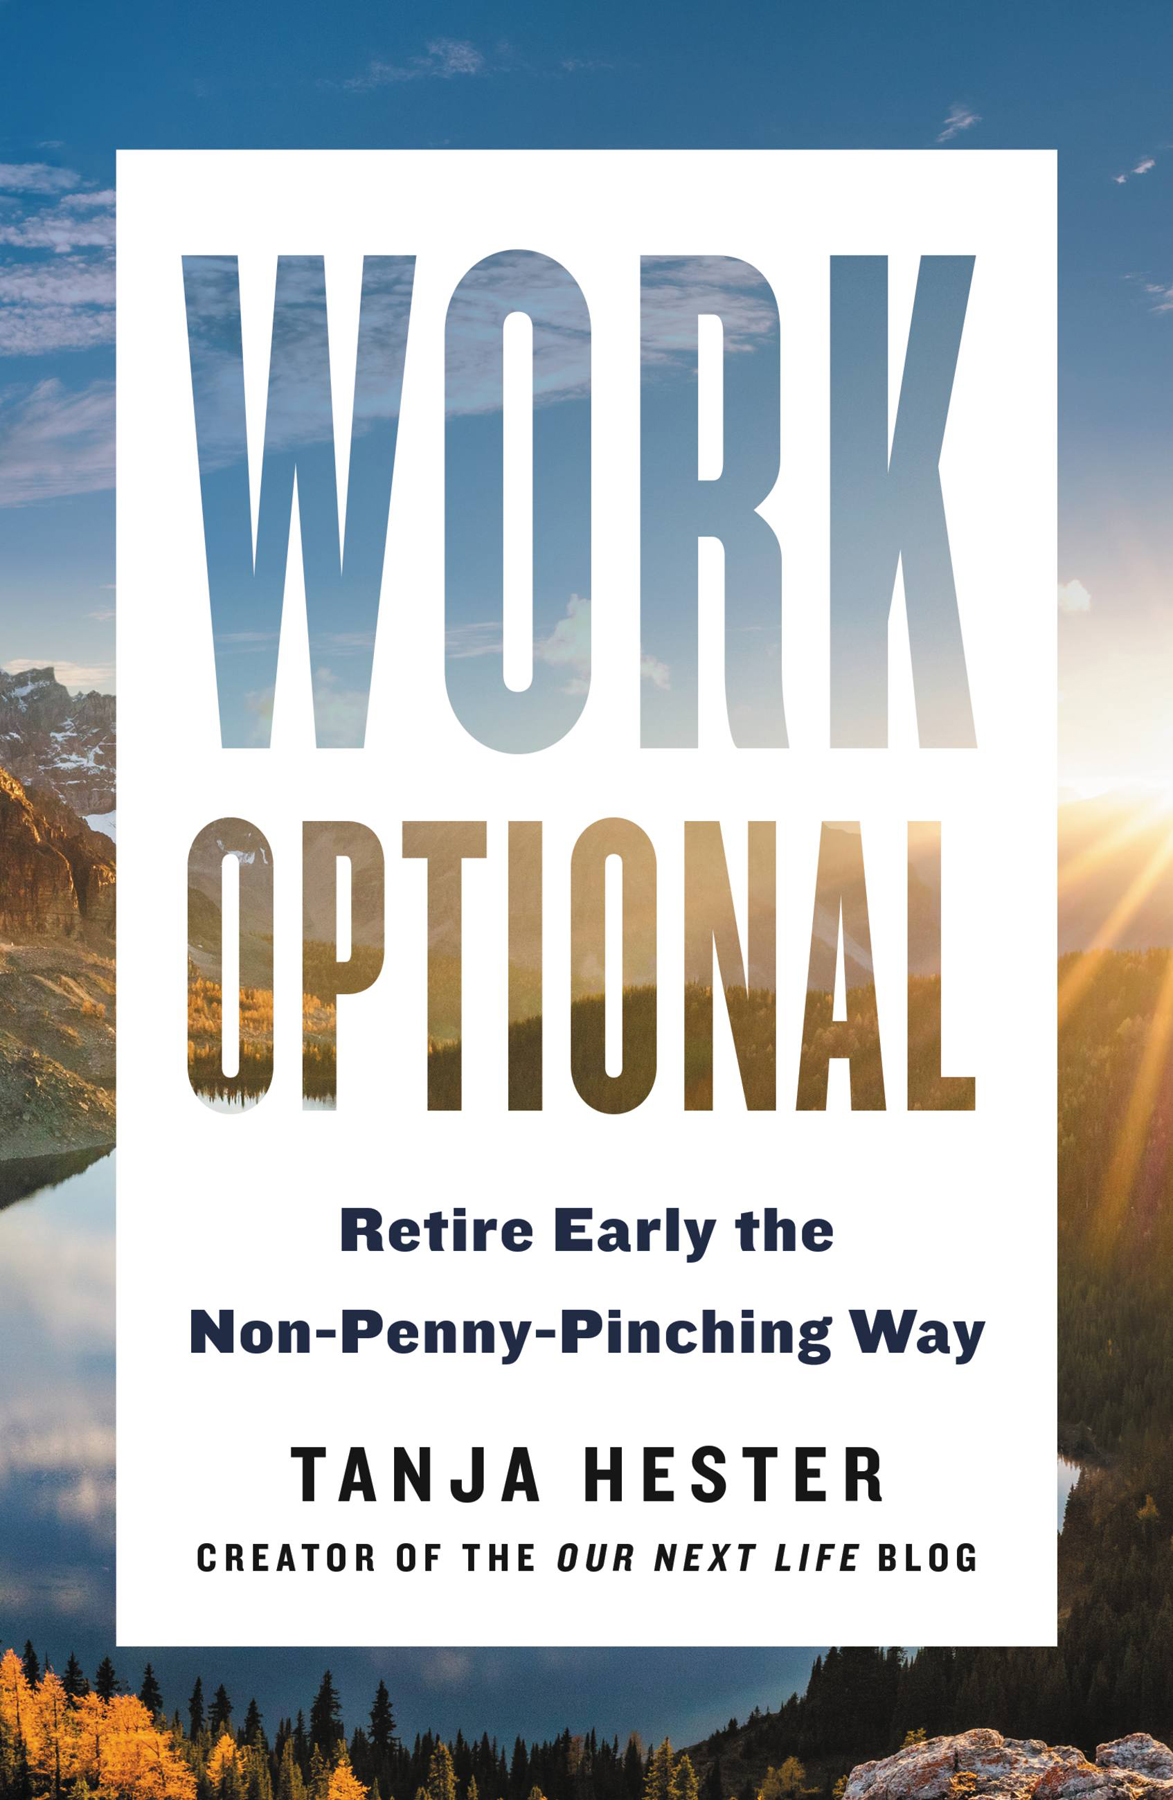 WORK
OPTIONAL
Retire Early the
Non-Penny-Pinching Way
TANJA HESTER
CREATOR OF THE OUR NEXT LIFE BLOG